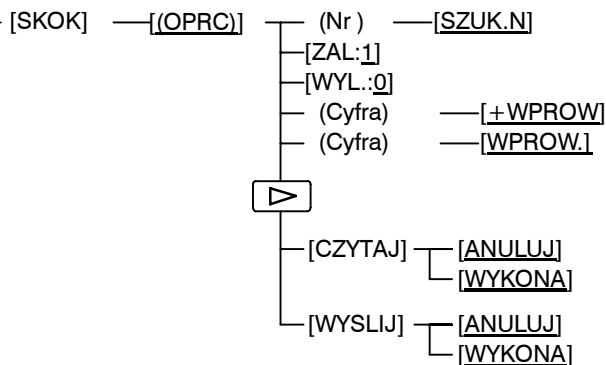 [SKOK] [(OPRC)] (Nr ) [SZUK.N]
[ZAL:1]
[WYL.:0]
(Cyfra) [+WPROW]
(Cyfra) [WPROW.]
[CZYTAJ] [ANULUJ]
[WYKONA]
[WYSLIJ] [ANULUJ]
[WYKONA]